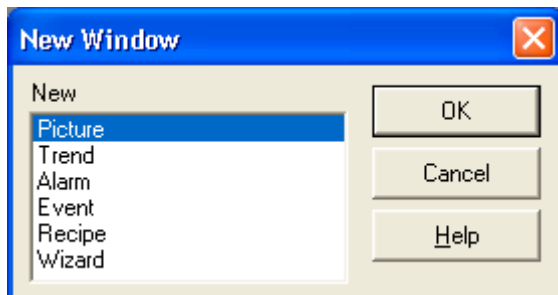 New Window
New
Picture
Trend
Alarm
Event
Recipe
Wizard
OK
Cancel
Help